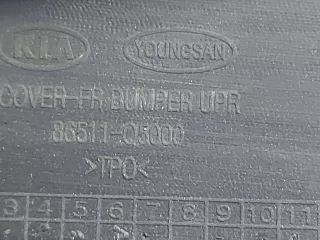 KIA YOUNGSAN
COVER-FR BUMPER UPR
86511-Q5000
>TPO<
3 4 5 6 7 8 9 10 11